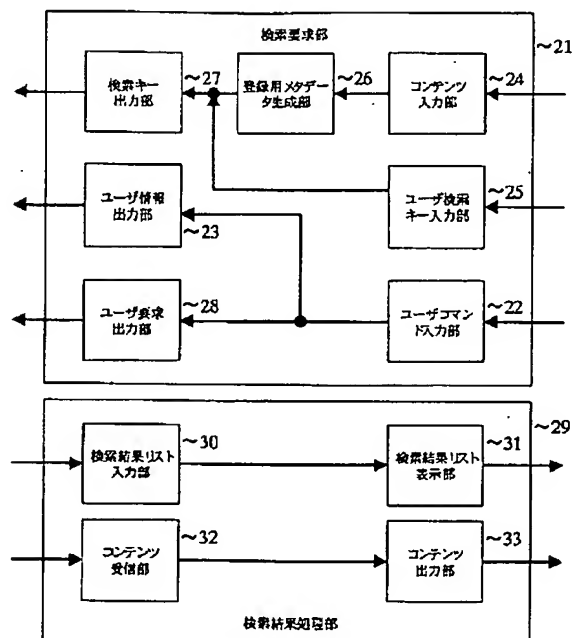 検索要求部
~21
検索キー
出力部
~27
登録用メタデー
タ生成部
~26
コンテンツ
入力部
~24
ユーザ情報
出力部
~23
ユーザ検索
キー入力部
~25
ユーザ要求
出力部
~28
ユーザコマン
ド入力部
~22
~29
検索結果リスト
入力部
~30
検索結果リスト
表示部
~31
コンテンツ
受信部
~32
コンテンツ
出力部
~33
検索結果処理部